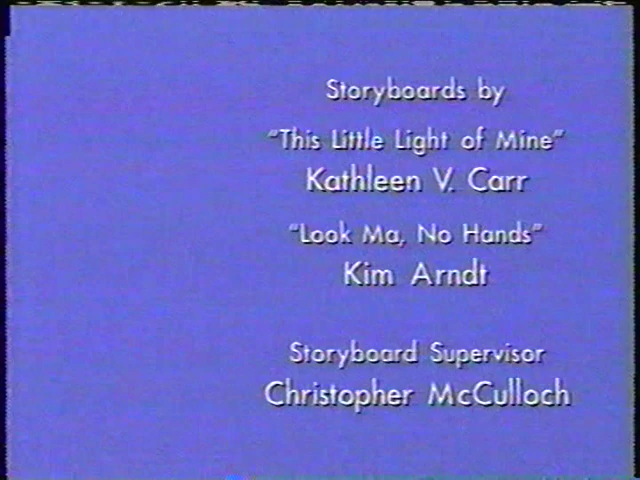 Storyboards by
"This Little Light of Mine"
Kathleen V. Carr
"Look Ma, No Hands"
Kim Arndt
Storyboard Supervisor
Christopher McCulloch